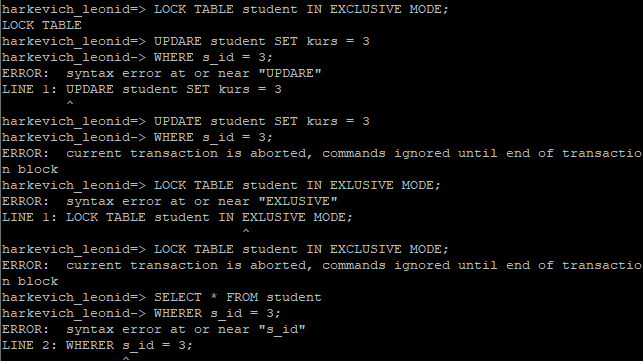 harkevich_leonid=> LOCK TABLE student IN EXCLUSIVE MODE;
LOCK TABLE
harkevich_leonid=> UPDARE student SET kurs = 3
harkevich_leonid-> WHERE s_id = 3;
ERROR:  syntax error at or near "UPDARE"
LINE 1: UPDARE student SET kurs = 3
        ^
harkevich_leonid=> UPDATE student SET kurs = 3
harkevich_leonid-> WHERE s_id = 3;
ERROR:  current transaction is aborted, commands ignored until end of transactio
n block
harkevich_leonid=> LOCK TABLE student IN EXLUSIVE MODE;
ERROR:  syntax error at or near "EXLUSIVE"
LINE 1: LOCK TABLE student IN EXLUSIVE MODE;
                              ^
harkevich_leonid=> LOCK TABLE student IN EXCLUSIVE MODE;
ERROR:  current transaction is aborted, commands ignored until end of transactio
n block
harkevich_leonid=> SELECT * FROM student
harkevich_leonid-> WHERER s_id = 3;
ERROR:  syntax error at or near "s_id"
LINE 2: WHERER s_id = 3;
               ^